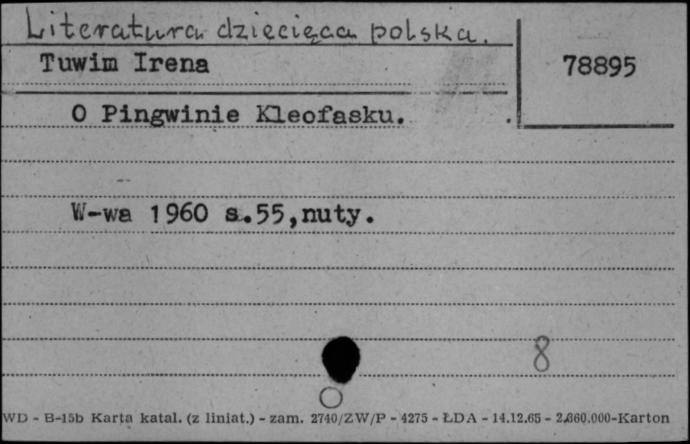 Literatura dziecięca polska.
Tuwim Irena
78895
O Pingwinie Kleofasku.
W-wa 1960 s.55,nuty.
8
WD - B-15b Karta katal. (z liniat.) - zam. 2740/ZW/P - 4275 - ŁDA - 14.12.65 - 2.860.000-Karton